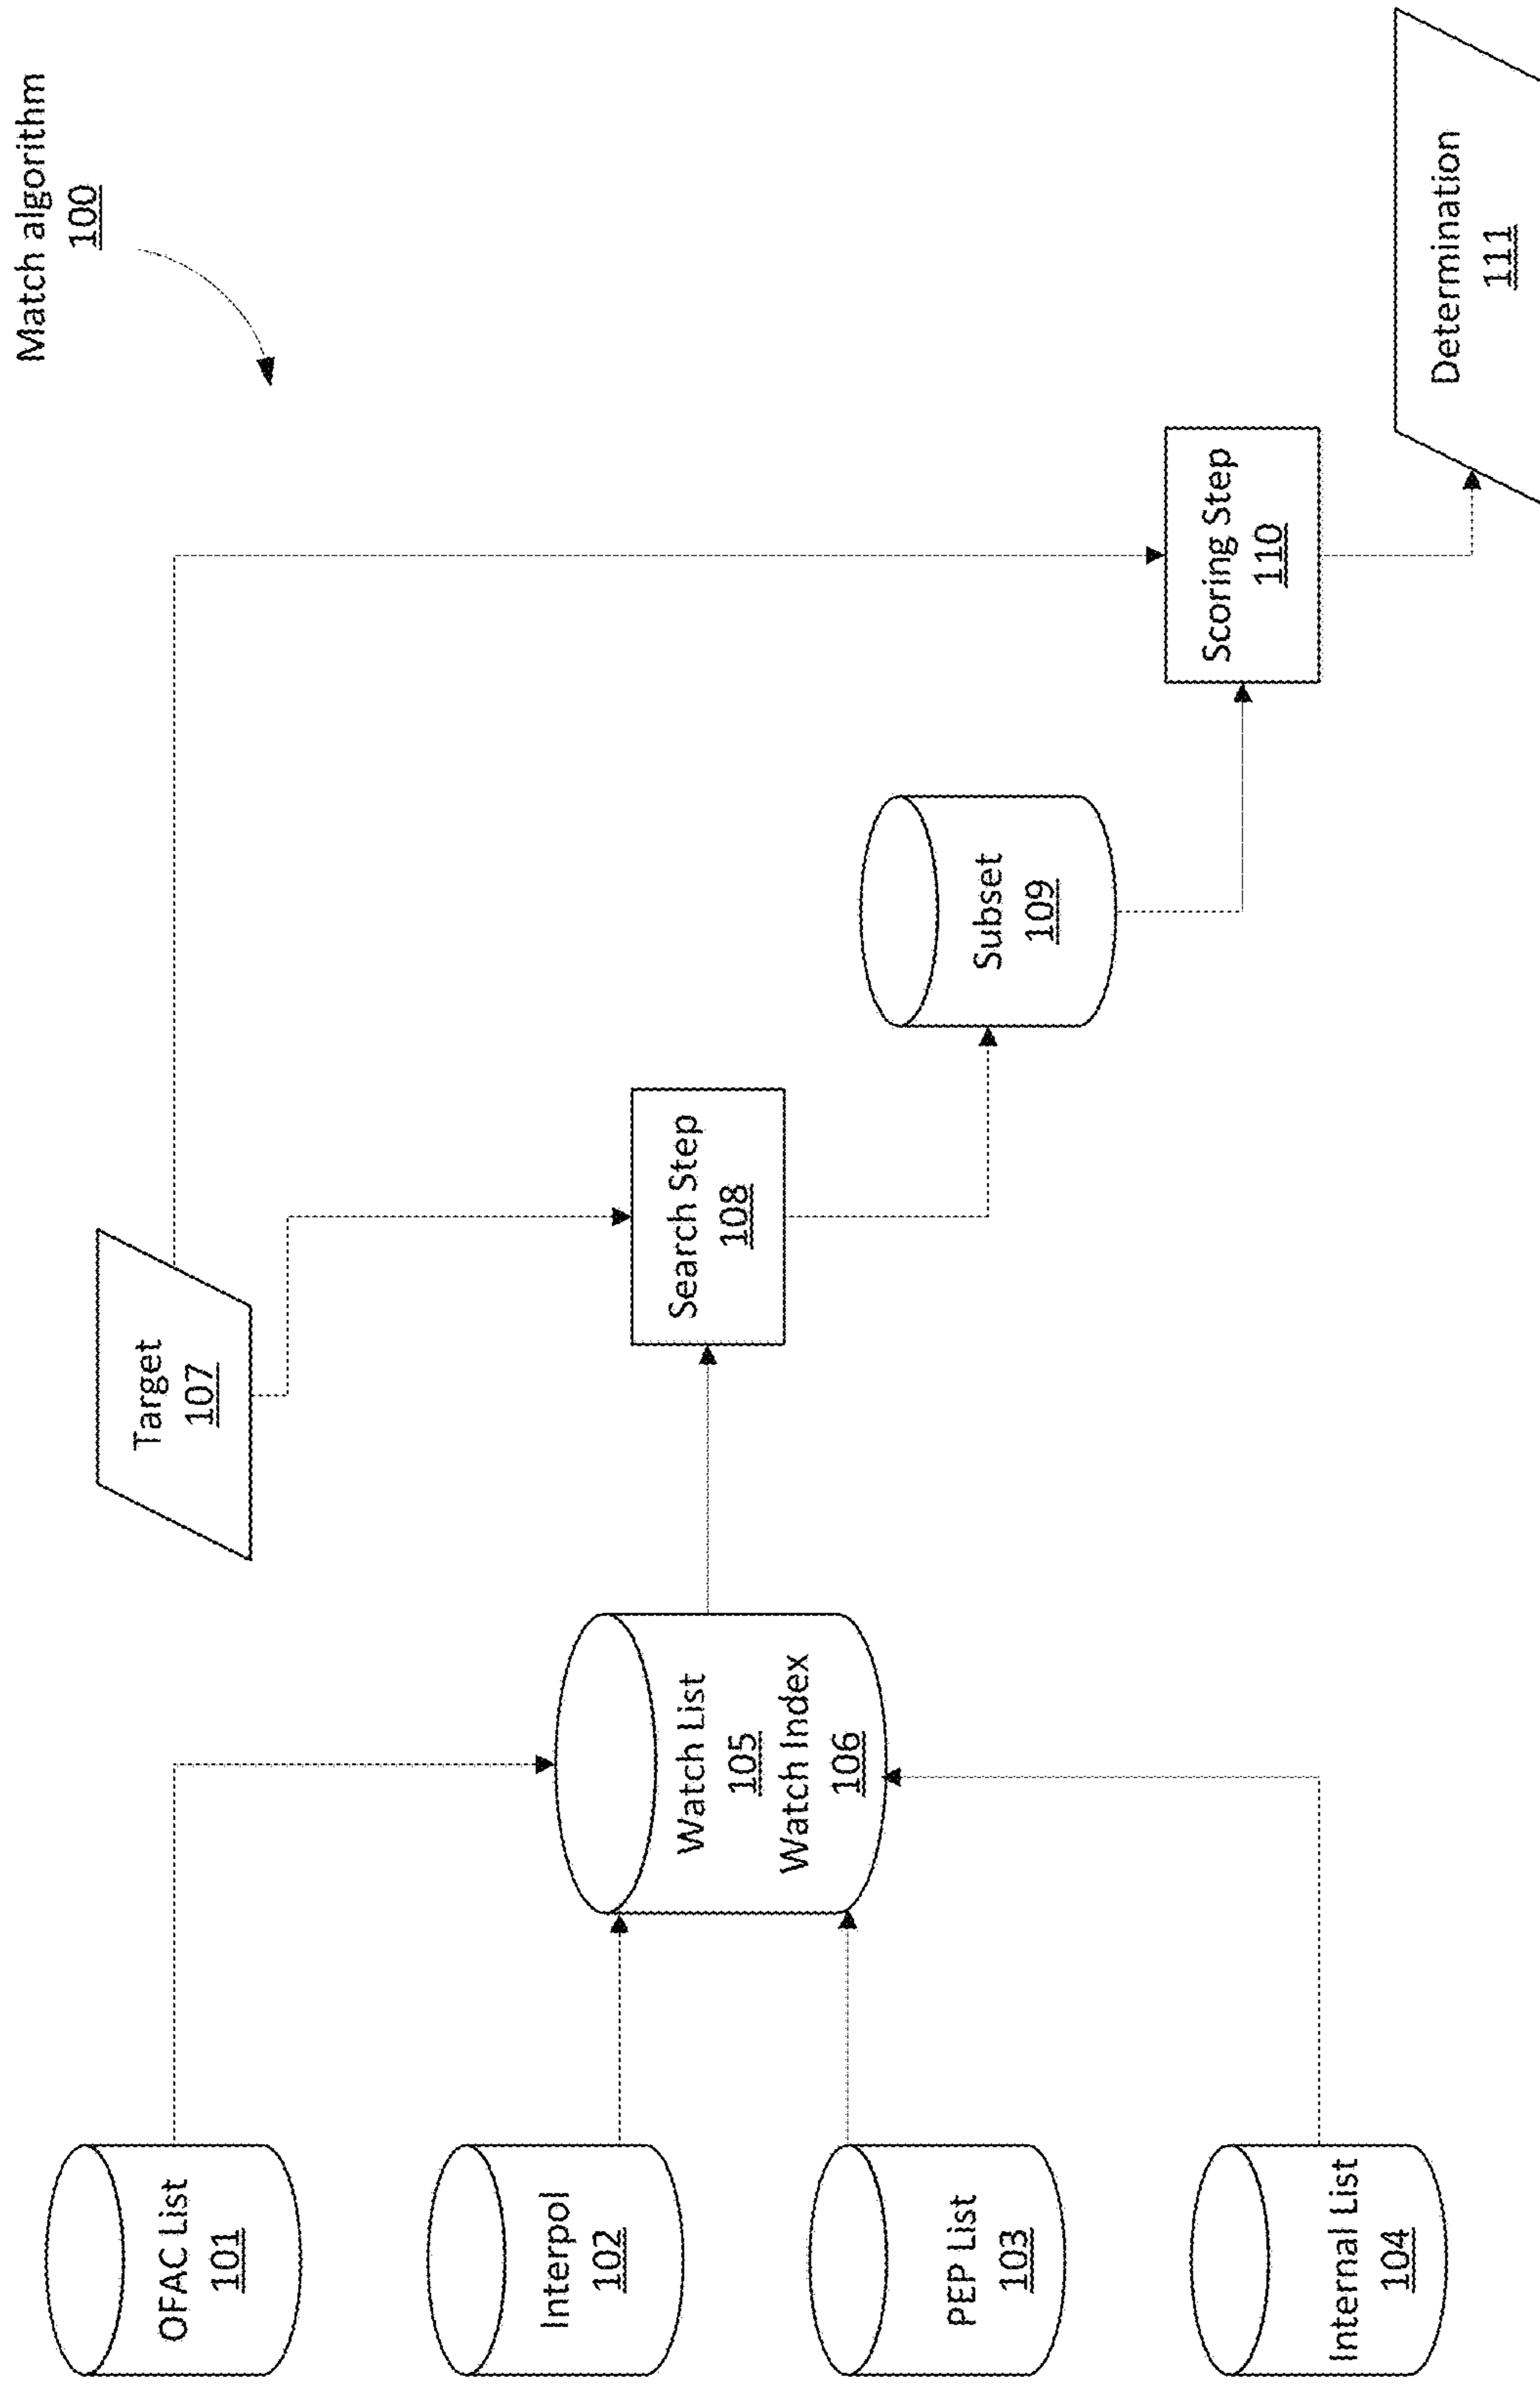 Match algorithm
100
OFAC List
101
Interpol
102
PEP List
103
Internal List
104
Watch List
105
Watch Index
106
Target
107
Search Step
108
Subset
109
Scoring Step
110
Determination
111